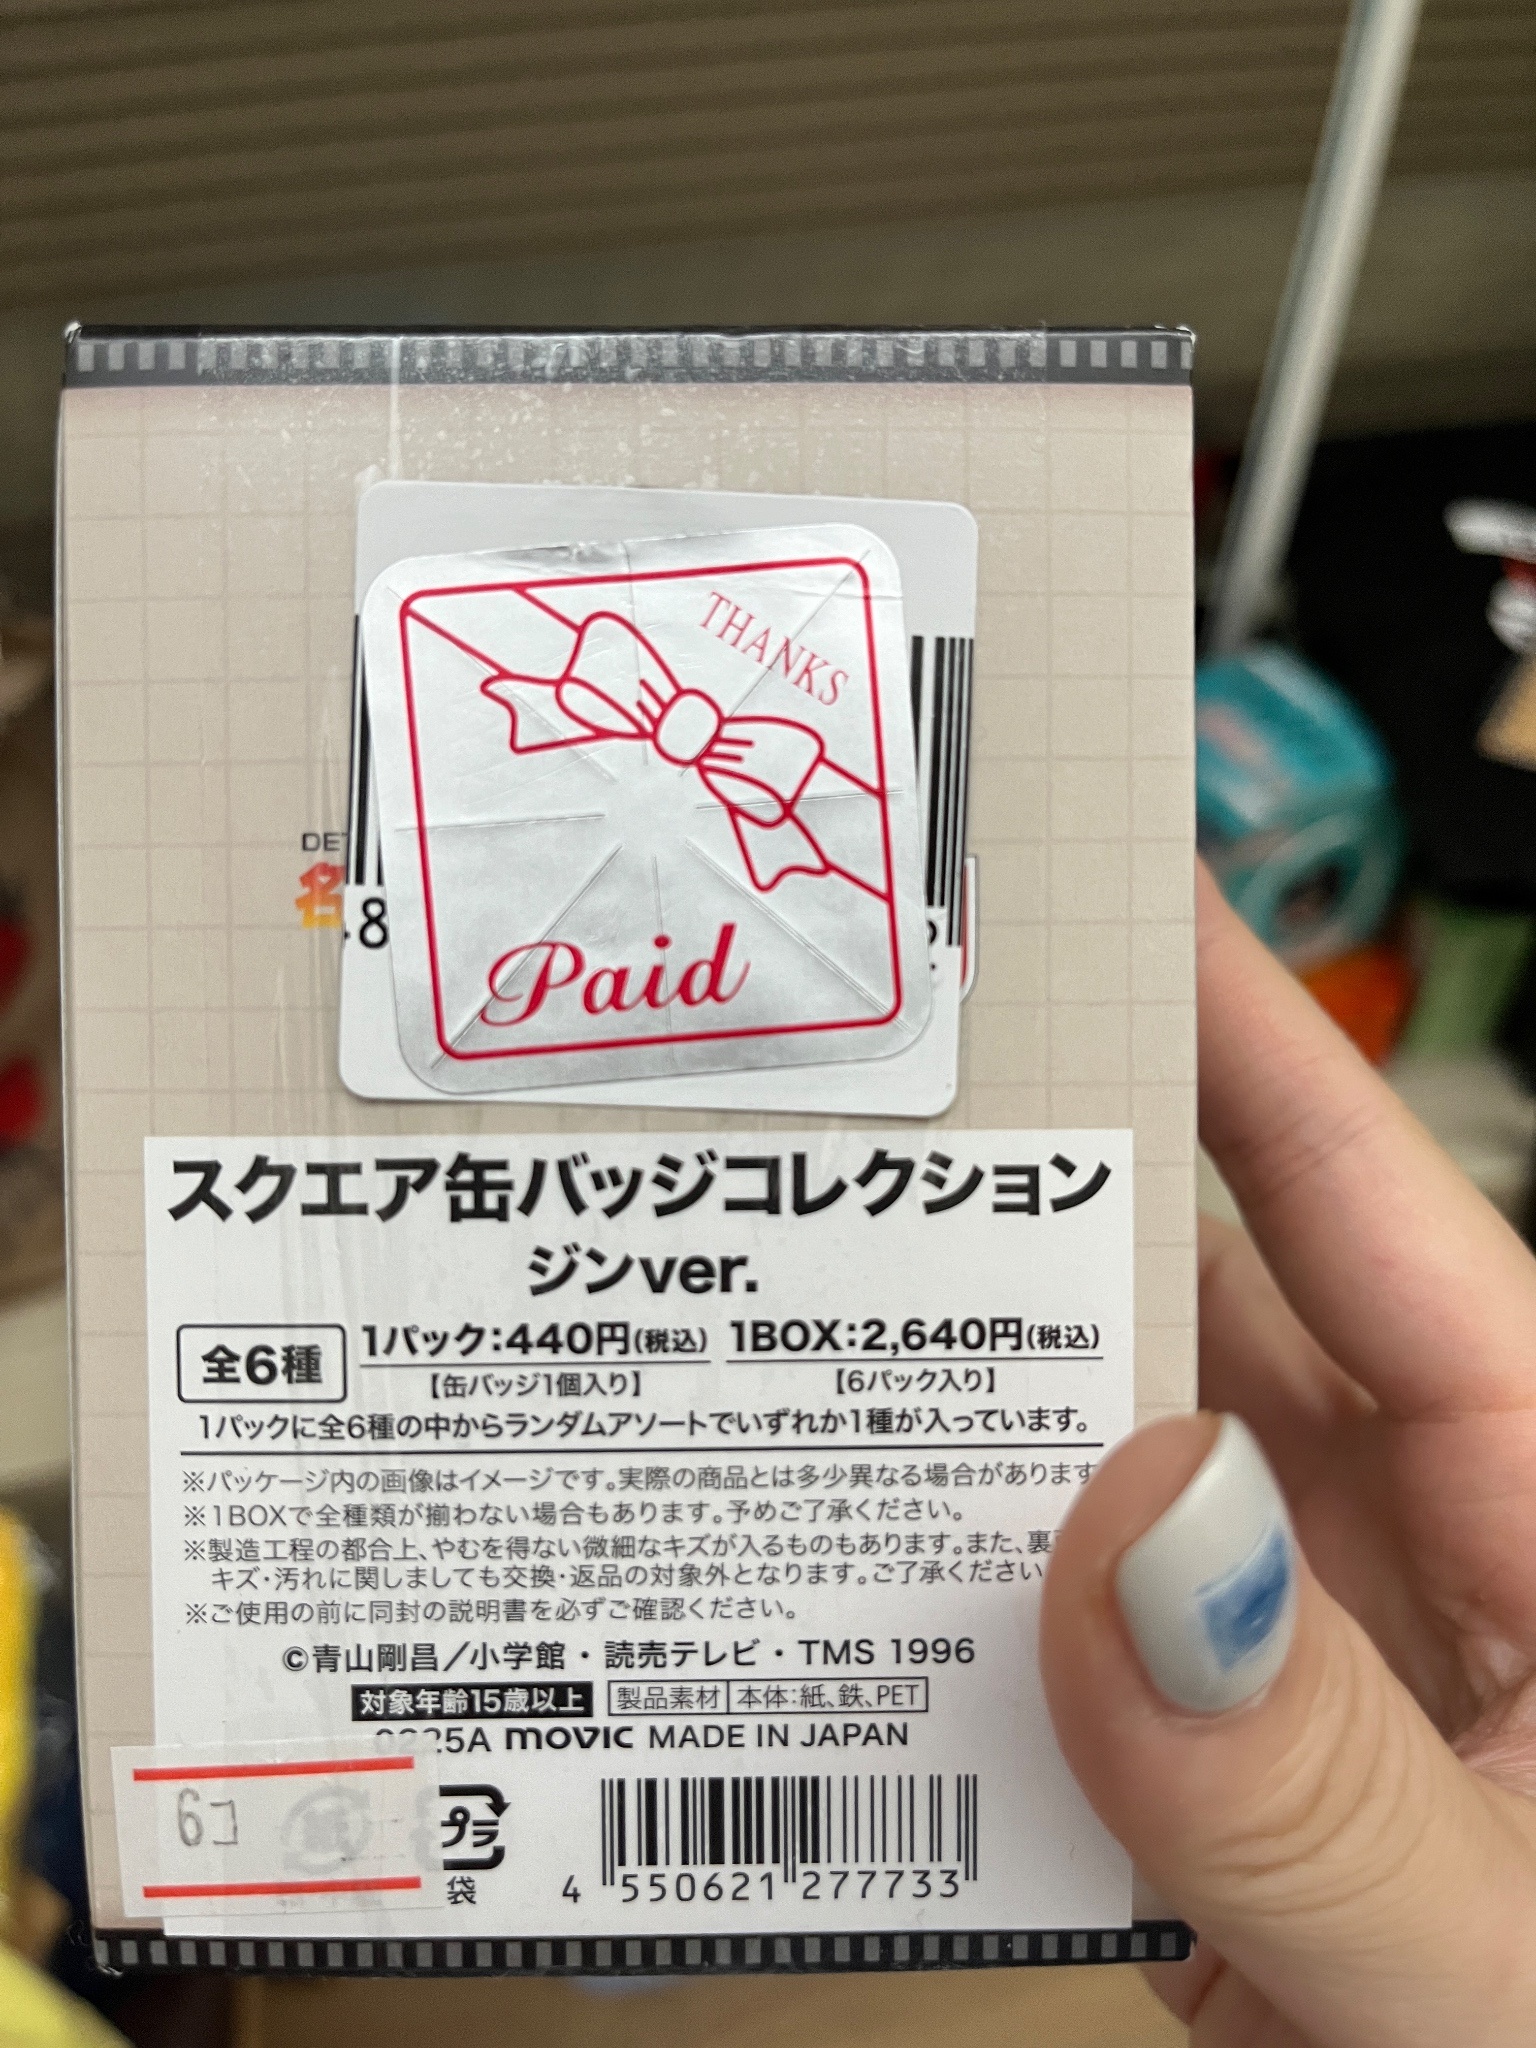 THANKS
DE
名
8
Paid
スクエア缶バッジコレクション
ジンver.
全6種
1パック：440円(税込) 1BOX：2,640円(税込)
【缶バッジ1個入り】 【6パック入り】
1パックに全6種の中からランダムアソートでいずれか1種が入っています。
※パッケージ内の画像はイメージです。実際の商品とは多少異なる場合があります
※1BOXで全種類が揃わない場合もあります。予めご了承ください。
※製造工程の都合上、やむを得ない微細なキズが入るものもあります。また、裏
キズ・汚れに関しましても交換・返品の対象外となります。ご了承ください
※ご使用の前に同封の説明書を必ずご確認ください。
©青山剛昌／小学館・読売テレビ・TMS 1996
対象年齢15歳以上 製品素材 本体：紙、鉄、PET
0225A movic MADE IN JAPAN
6コ
プラ
袋
4 550621 277733